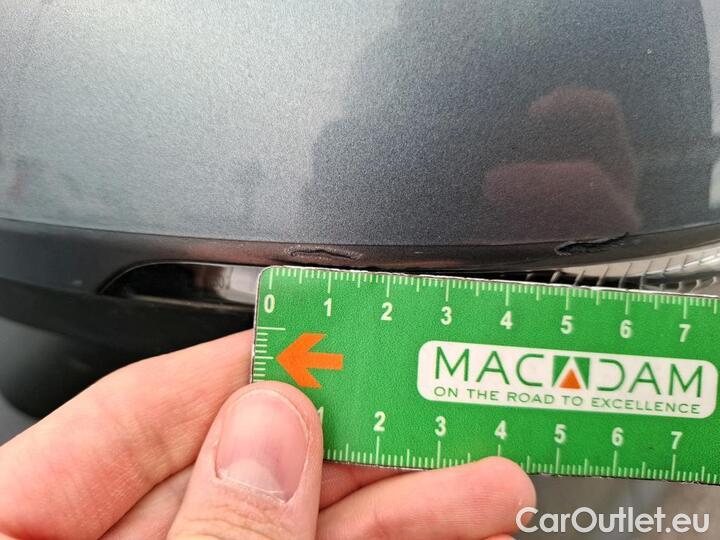 0 1 2 3 4 5 6 7
MACADAM
ON THE ROAD TO EXCELLENCE
1 2 3 4 5 6 7
CarOutlet.eu